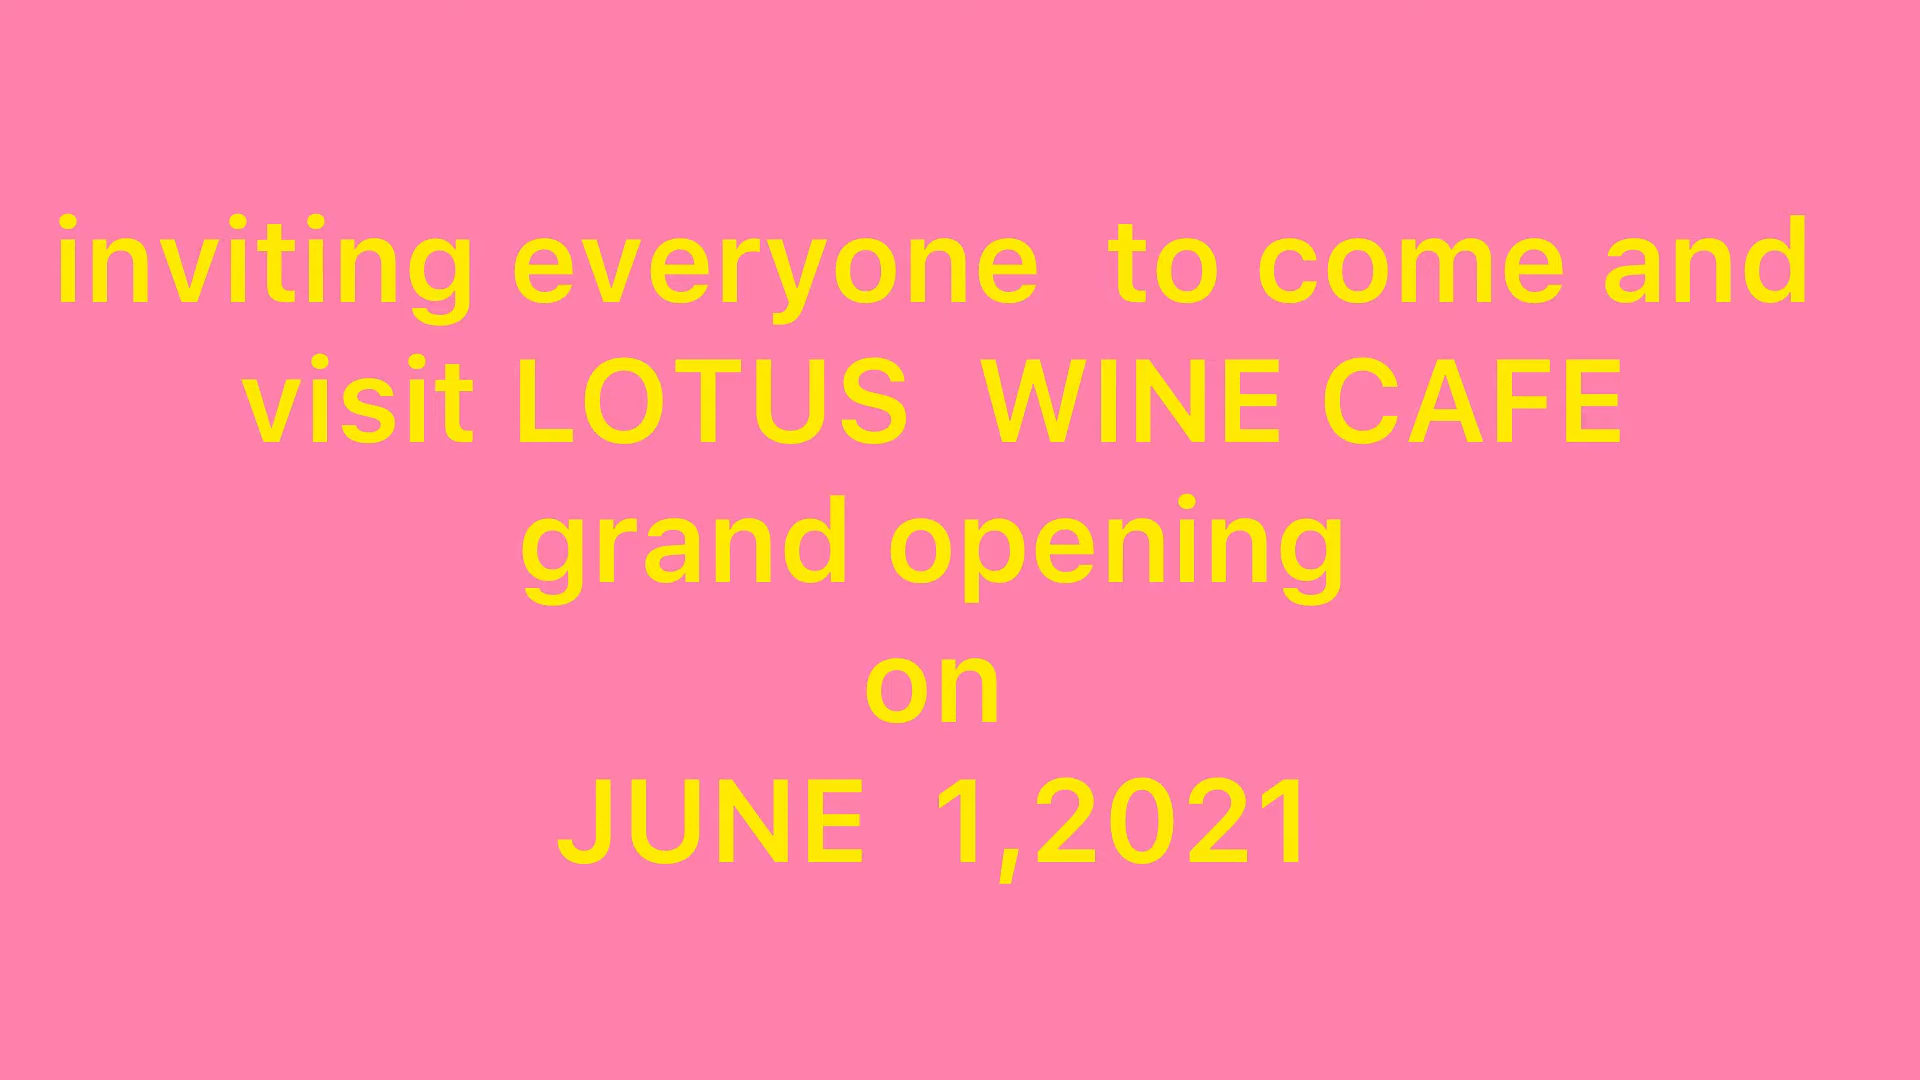 inviting everyone  to come and
visit LOTUS  WINE CAFE
grand opening
on
JUNE  1,2021